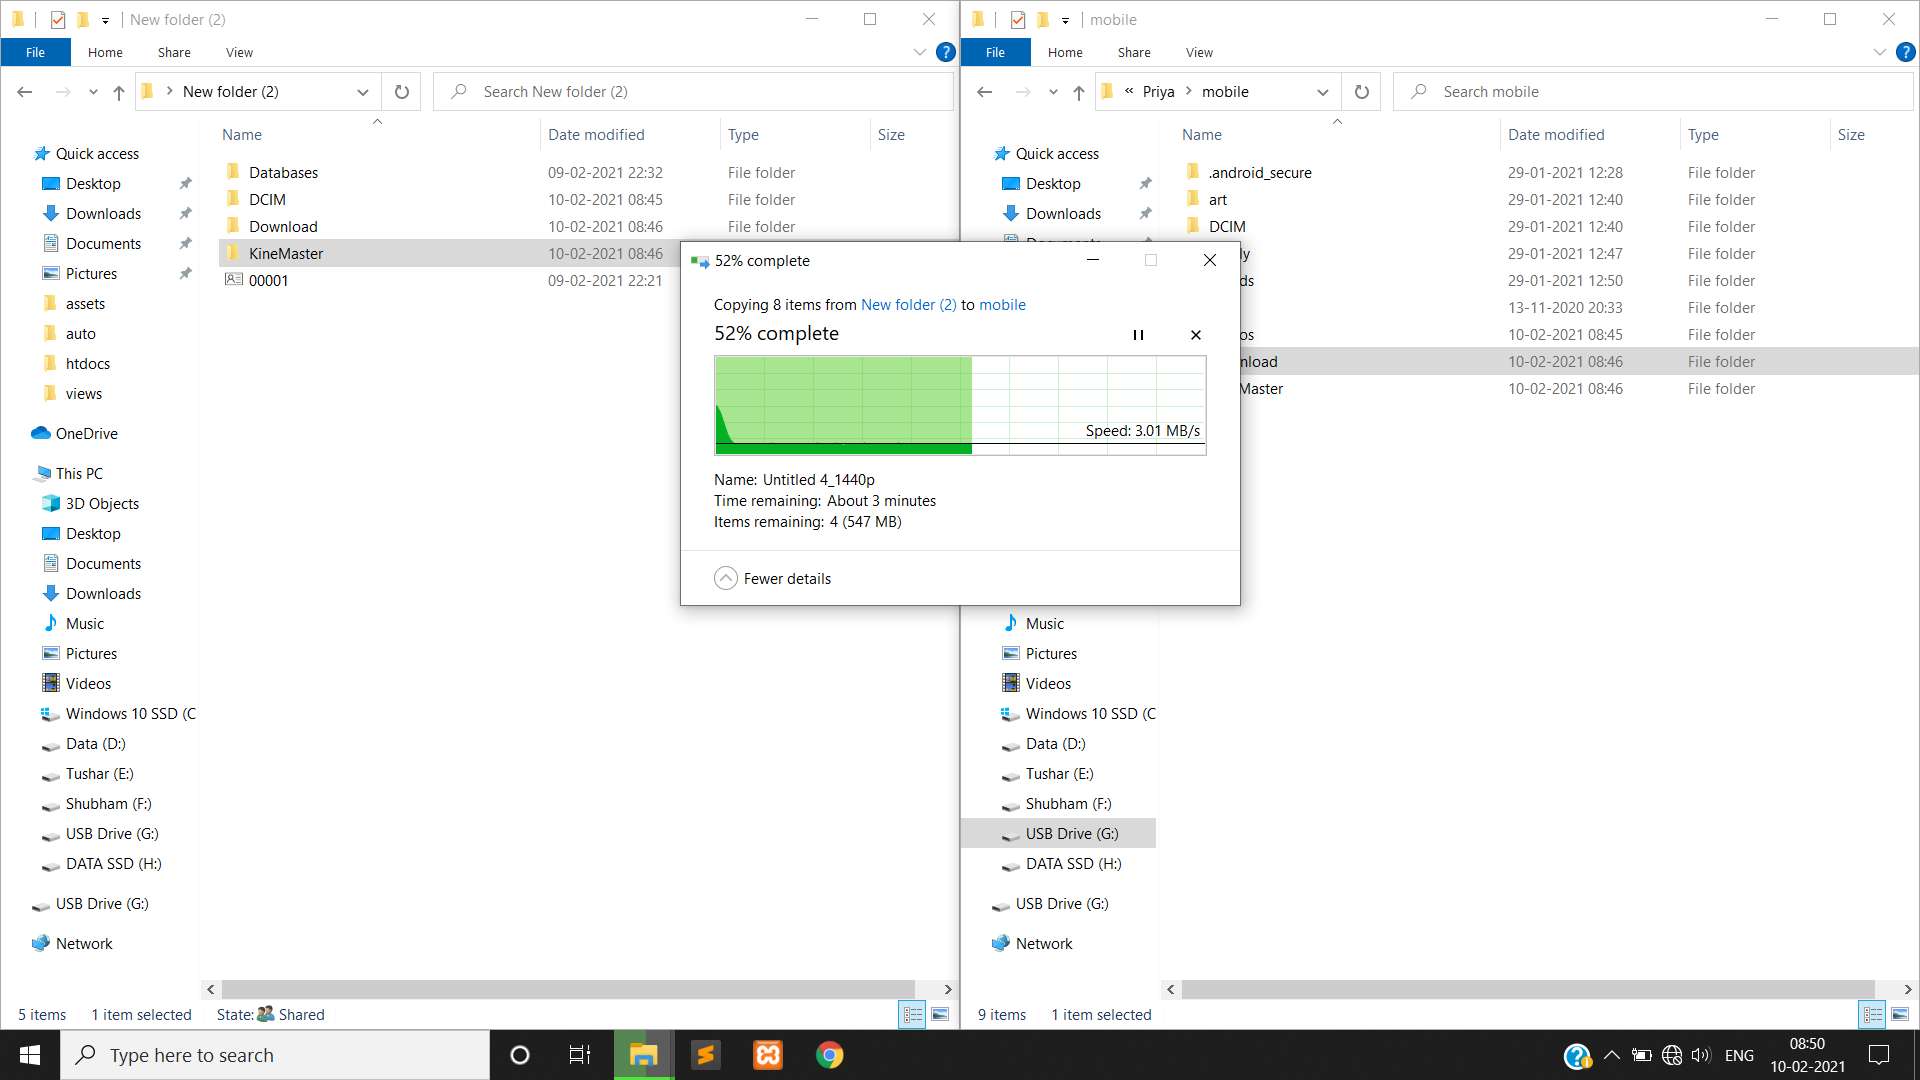 New folder (2)
File Home Share View
New folder (2)
Search New folder (2)
Name Date modified Type Size
Quick access
Desktop
Downloads
Documents
Pictures
assets
auto
htdocs
views
OneDrive
This PC
3D Objects
Desktop
Documents
Downloads
Music
Pictures
Videos
Windows 10 SSD (C
Data (D:)
Tushar (E:)
Shubham (F:)
USB Drive (G:)
DATA SSD (H:)
USB Drive (G:)
Network
Databases 09-02-2021 22:32 File folder
DCIM 10-02-2021 08:45 File folder
Download 10-02-2021 08:46 File folder
KineMaster 10-02-2021 08:46
00001 09-02-2021 22:21
5 items 1 item selected State: Shared
52% complete
Copying 8 items from New folder (2) to mobile
52% complete
Speed: 3.01 MB/s
Name: Untitled 4_1440p
Time remaining: About 3 minutes
Items remaining: 4 (547 MB)
Fewer details
mobile
File Home Share View
« Priya mobile
Search mobile
Name Date modified Type Size
Quick access
Desktop
Downloads
Music
Pictures
Videos
Windows 10 SSD (C
Data (D:)
Tushar (E:)
Shubham (F:)
USB Drive (G:)
DATA SSD (H:)
USB Drive (G:)
Network
.android_secure 29-01-2021 12:28 File folder
art 29-01-2021 12:40 File folder
DCIM 29-01-2021 12:40 File folder
ly 29-01-2021 12:47 File folder
ds 29-01-2021 12:50 File folder
13-11-2020 20:33 File folder
os 10-02-2021 08:45 File folder
nload 10-02-2021 08:46 File folder
Master 10-02-2021 08:46 File folder
9 items 1 item selected
Type here to search
ENG
08:50
10-02-2021